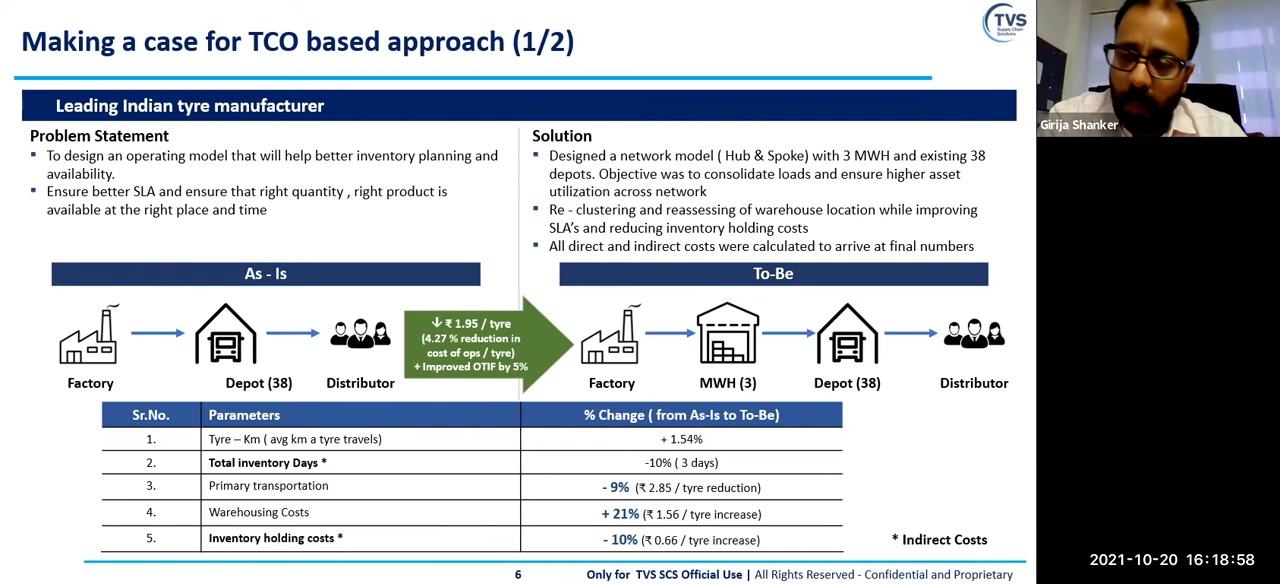 TVS
Supply Chain
Solutions
Making a case for TCO based approach (1/2)
Girija Shanker
Leading Indian tyre manufacturer
Problem Statement
▪ To design an operating model that will help better inventory planning and
availability.
▪ Ensure better SLA and ensure that right quantity , right product is
available at the right place and time
Solution
▪ Designed a network model ( Hub & Spoke) with 3 MWH and existing 38
depots. Objective was to consolidate loads and ensure higher asset
utilization across network
▪ Re - clustering and reassessing of warehouse location while improving
SLA's and reducing inventory holding costs
▪ All direct and indirect costs were calculated to arrive at final numbers
As - Is
Factory
Depot (38)
Distributor
↓ ₹ 1.95 / tyre
(4.27 % reduction in
cost of ops / tyre)
+ Improved OTIF by 5%
To-Be
Factory
MWH (3)
Depot (38)
Distributor
Sr.No. Parameters % Change ( from As-Is to To-Be)
1. Tyre – Km ( avg km a tyre travels) + 1.54%
2. Total inventory Days * -10% ( 3 days)
3. Primary transportation - 9% (₹ 2.85 / tyre reduction)
4. Warehousing Costs + 21% (₹ 1.56 / tyre increase)
5. Inventory holding costs * - 10% (₹ 0.66 / tyre increase)
* Indirect Costs
2021-10-20 16:18:58
6
Only for TVS SCS Official Use | All Rights Reserved - Confidential and Proprietary